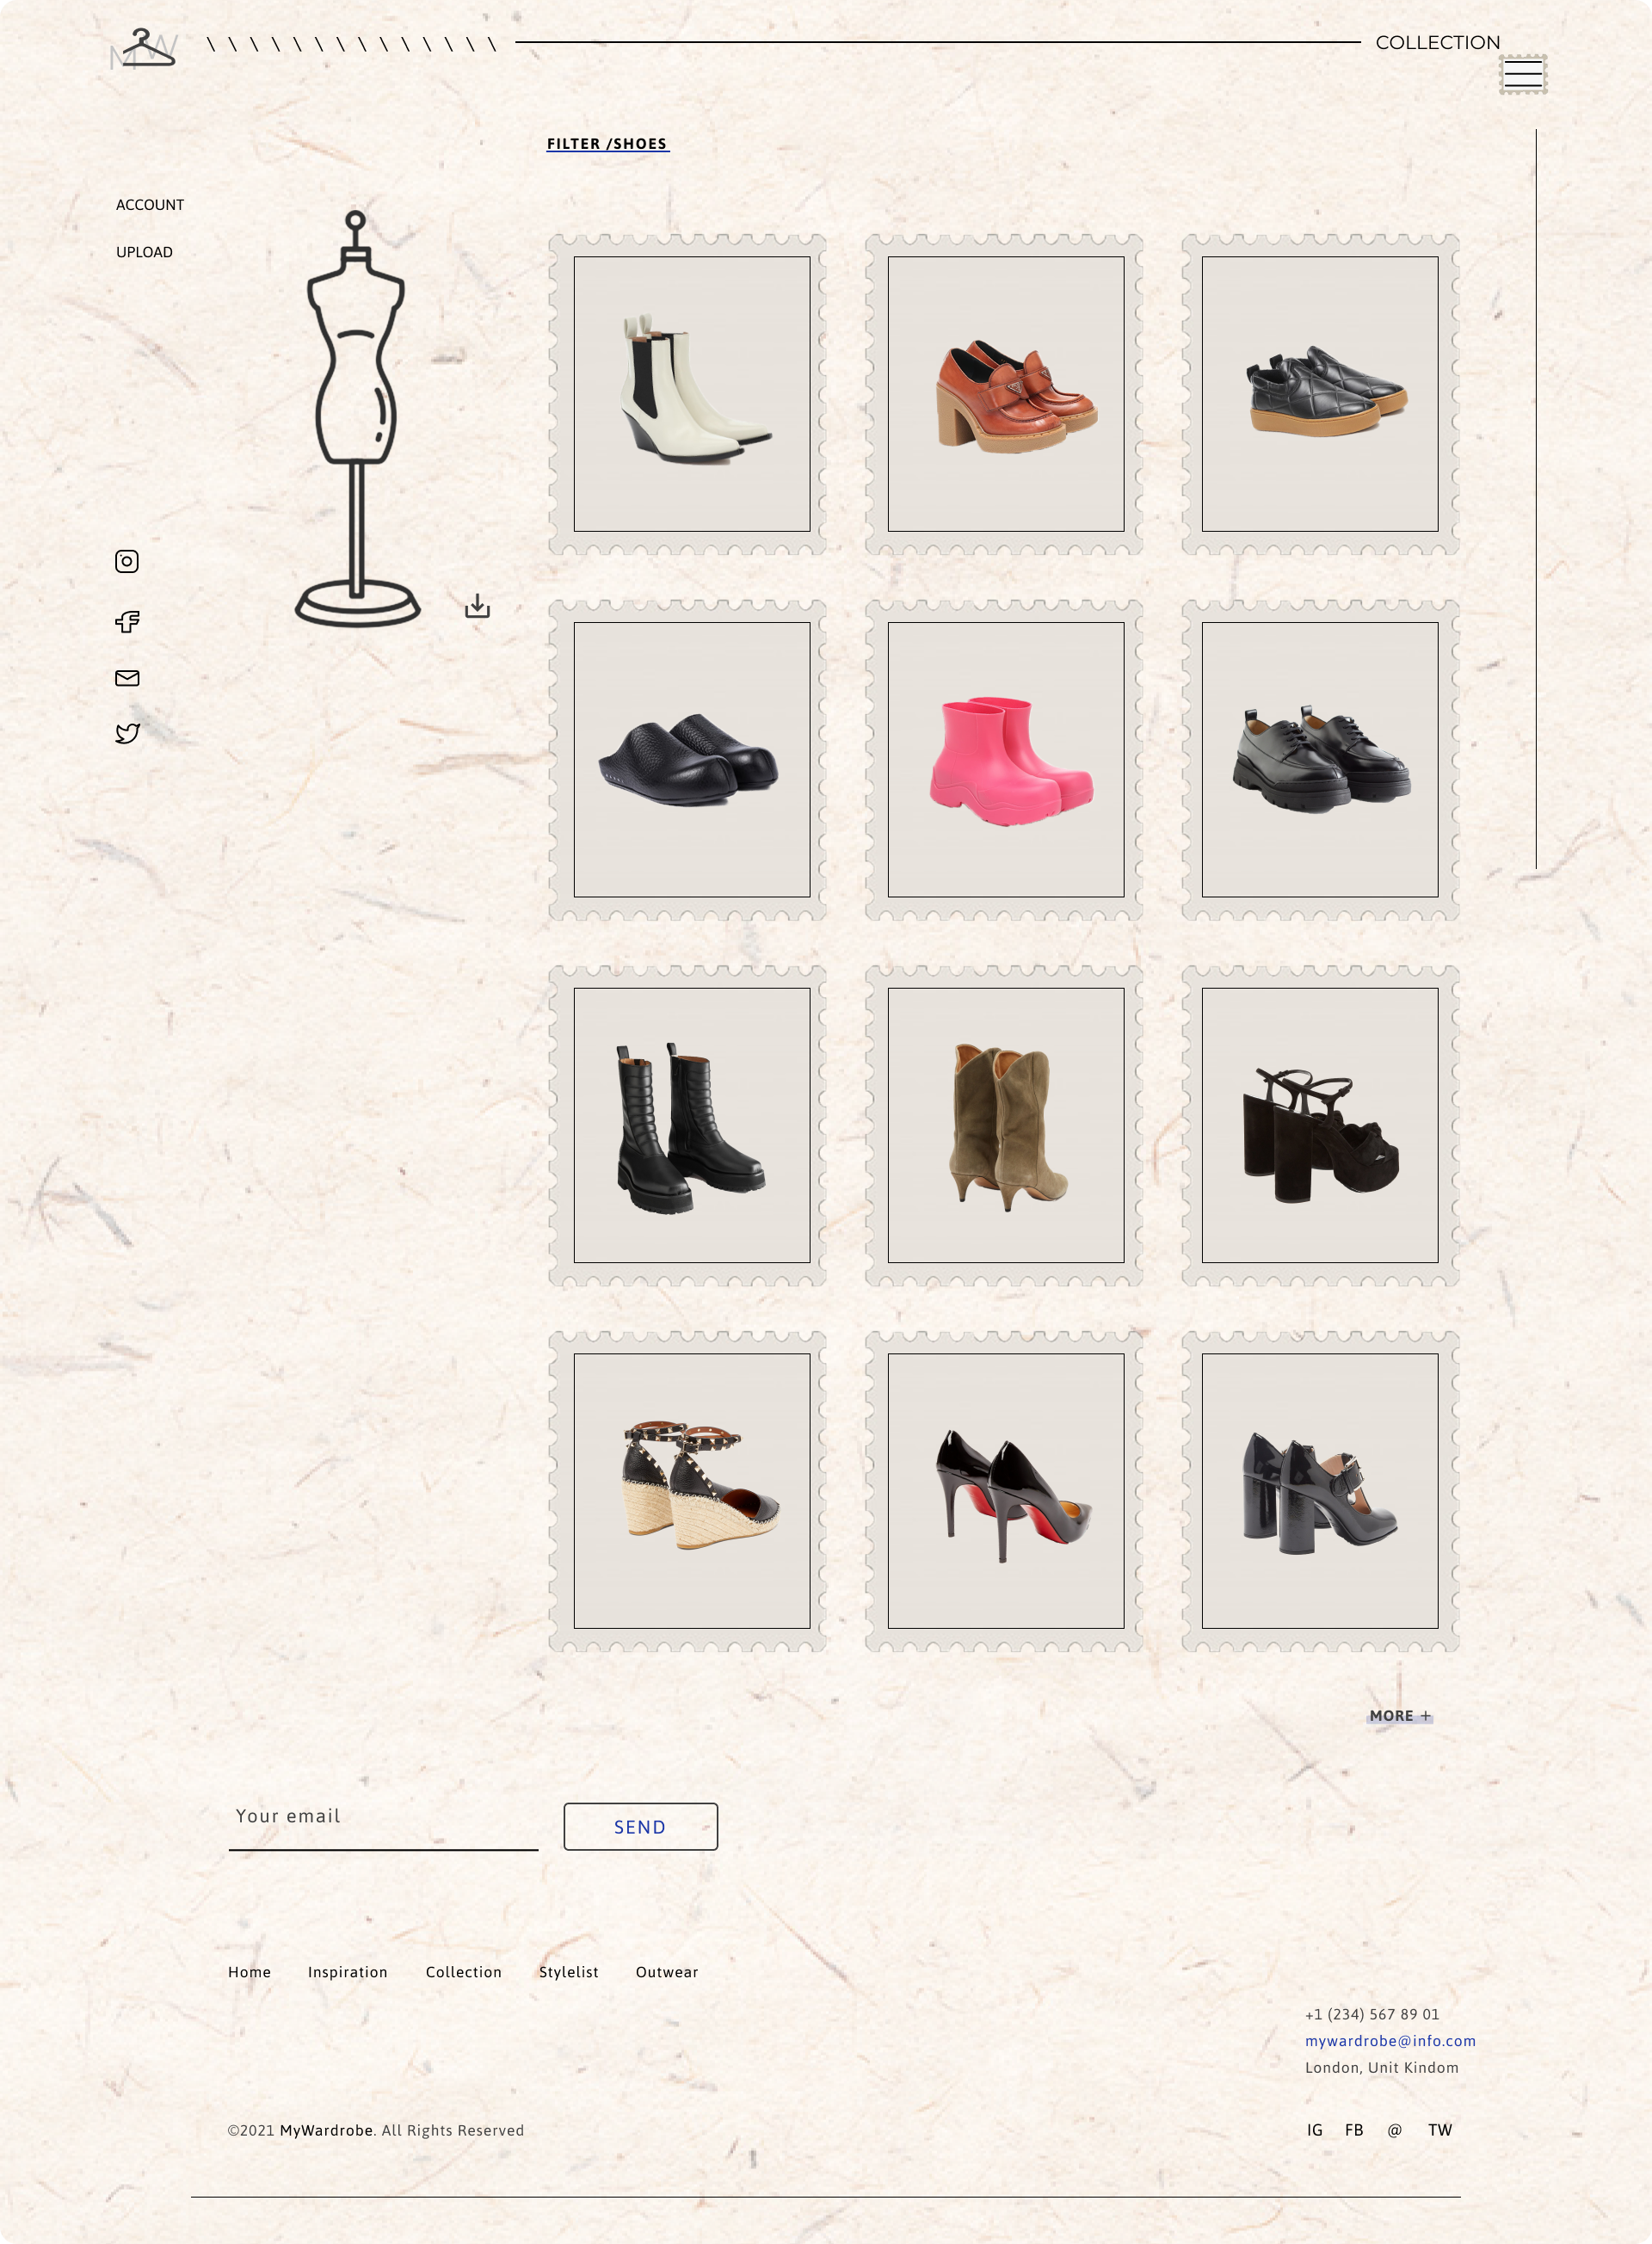 MW
COLLECTION
FILTER /SHOES
ACCOUNT
UPLOAD
MORE +
Your email
SEND
Home Inspiration Collection Stylelist Outwear
+1 (234) 567 89 01
mywardrobe@info.com
London, Unit Kindom
©2021 MyWardrobe. All Rights Reserved
IG FB @ TW